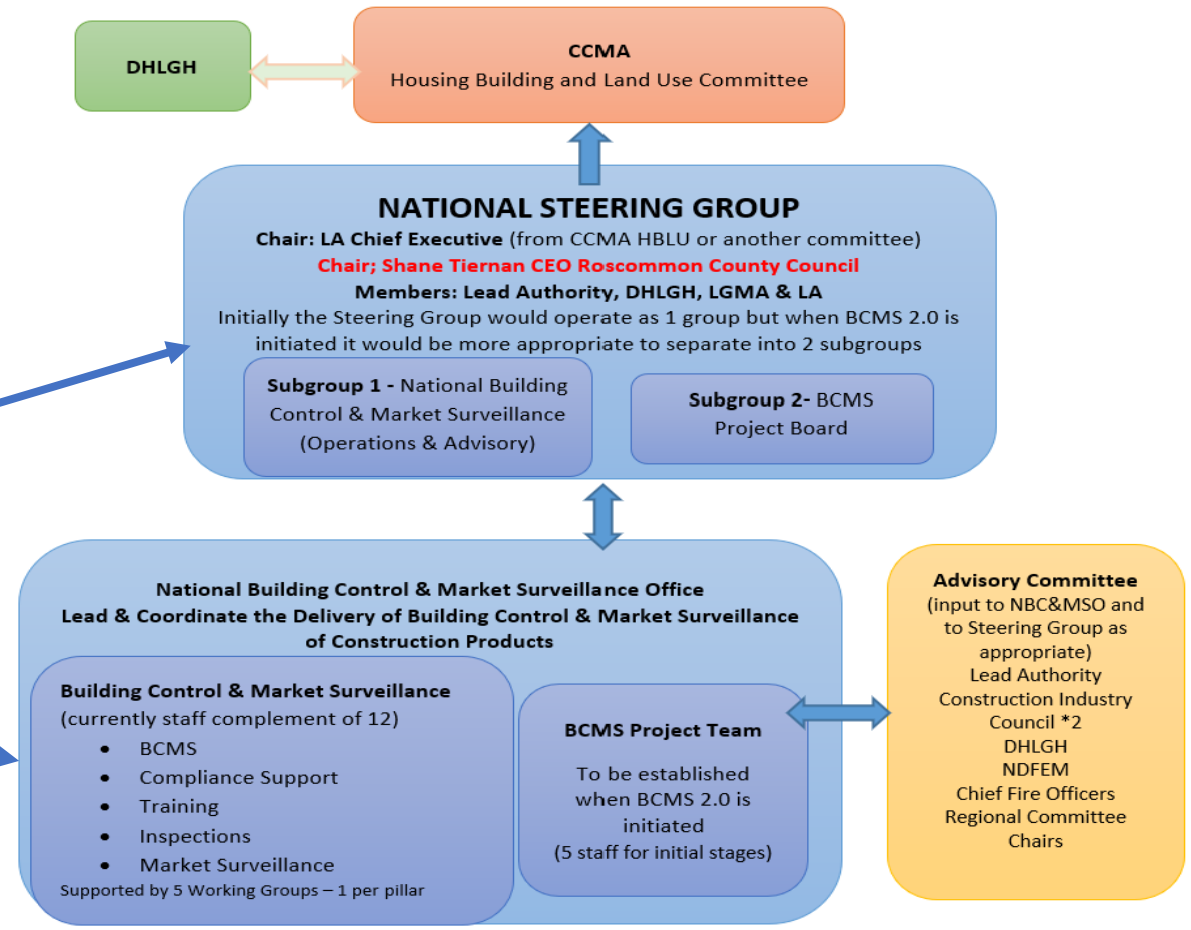 DHLGH
CCMA
Housing Building and Land Use Committee
NATIONAL STEERING GROUP
Chair: LA Chief Executive (from CCMA HBLU or another committee)
Chair; Shane Tiernan CEO Roscommon County Council
Members: Lead Authority, DHLGH, LGMA & LA
Initially the Steering Group would operate as 1 group but when BCMS 2.0 is
initiated it would be more appropriate to separate into 2 subgroups
Subgroup 1 - National Building
Control & Market Surveillance
(Operations & Advisory)
Subgroup 2- BCMS
Project Board
National Building Control & Market Surveillance Office
Lead & Coordinate the Delivery of Building Control & Market Surveillance
of Construction Products
Building Control & Market Surveillance
(currently staff complement of 12)
• BCMS
• Compliance Support
• Training
• Inspections
• Market Surveillance
Supported by 5 Working Groups – 1 per pillar
BCMS Project Team
To be established
when BCMS 2.0 is
initiated
(5 staff for initial stages)
Advisory Committee
(input to NBC&MSO and
to Steering Group as
appropriate)
Lead Authority
Construction Industry
Council *2
DHLGH
NDFEM
Chief Fire Officers
Regional Committee
Chairs